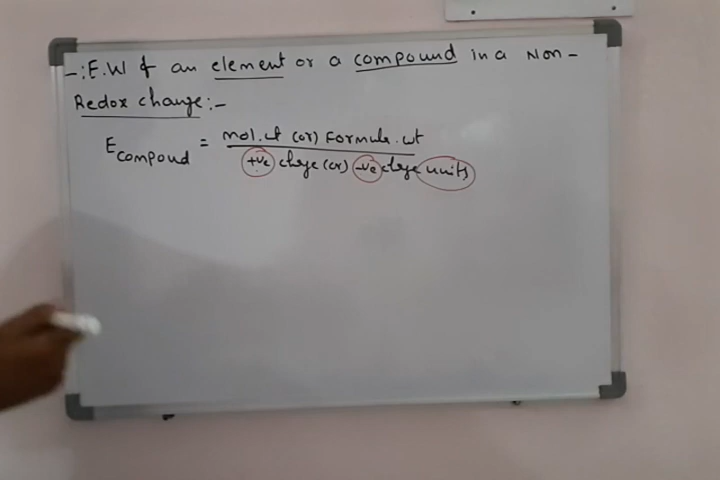 -: E.W of an element or a compound in a Non-
Redox change :-
E compound = mol.wt (or) Formula.wt
+ve charge (or) -ve charge units